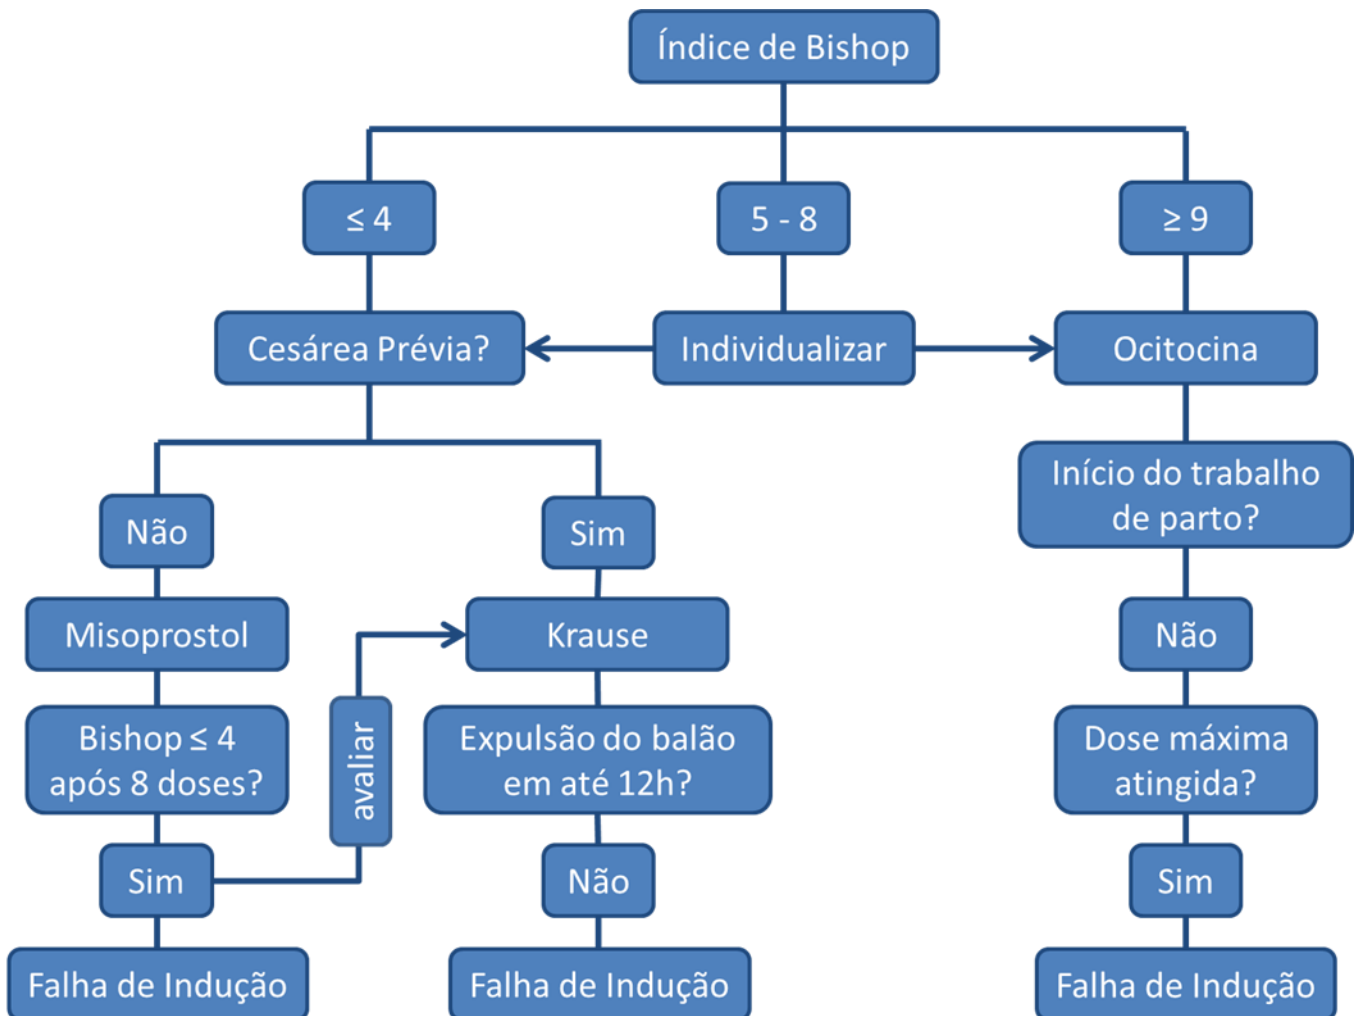 Índice de Bishop
≤ 4
5 - 8
≥ 9
Cesárea Prévia?
Individualizar
Ocitocina
Início do trabalho
de parto?
Não
Sim
Misoprostol
Krause
Não
avaliar
Bishop ≤ 4
após 8 doses?
Expulsão do balão
em até 12h?
Dose máxima
atingida?
Sim
Não
Sim
Falha de Indução
Falha de Indução
Falha de Indução